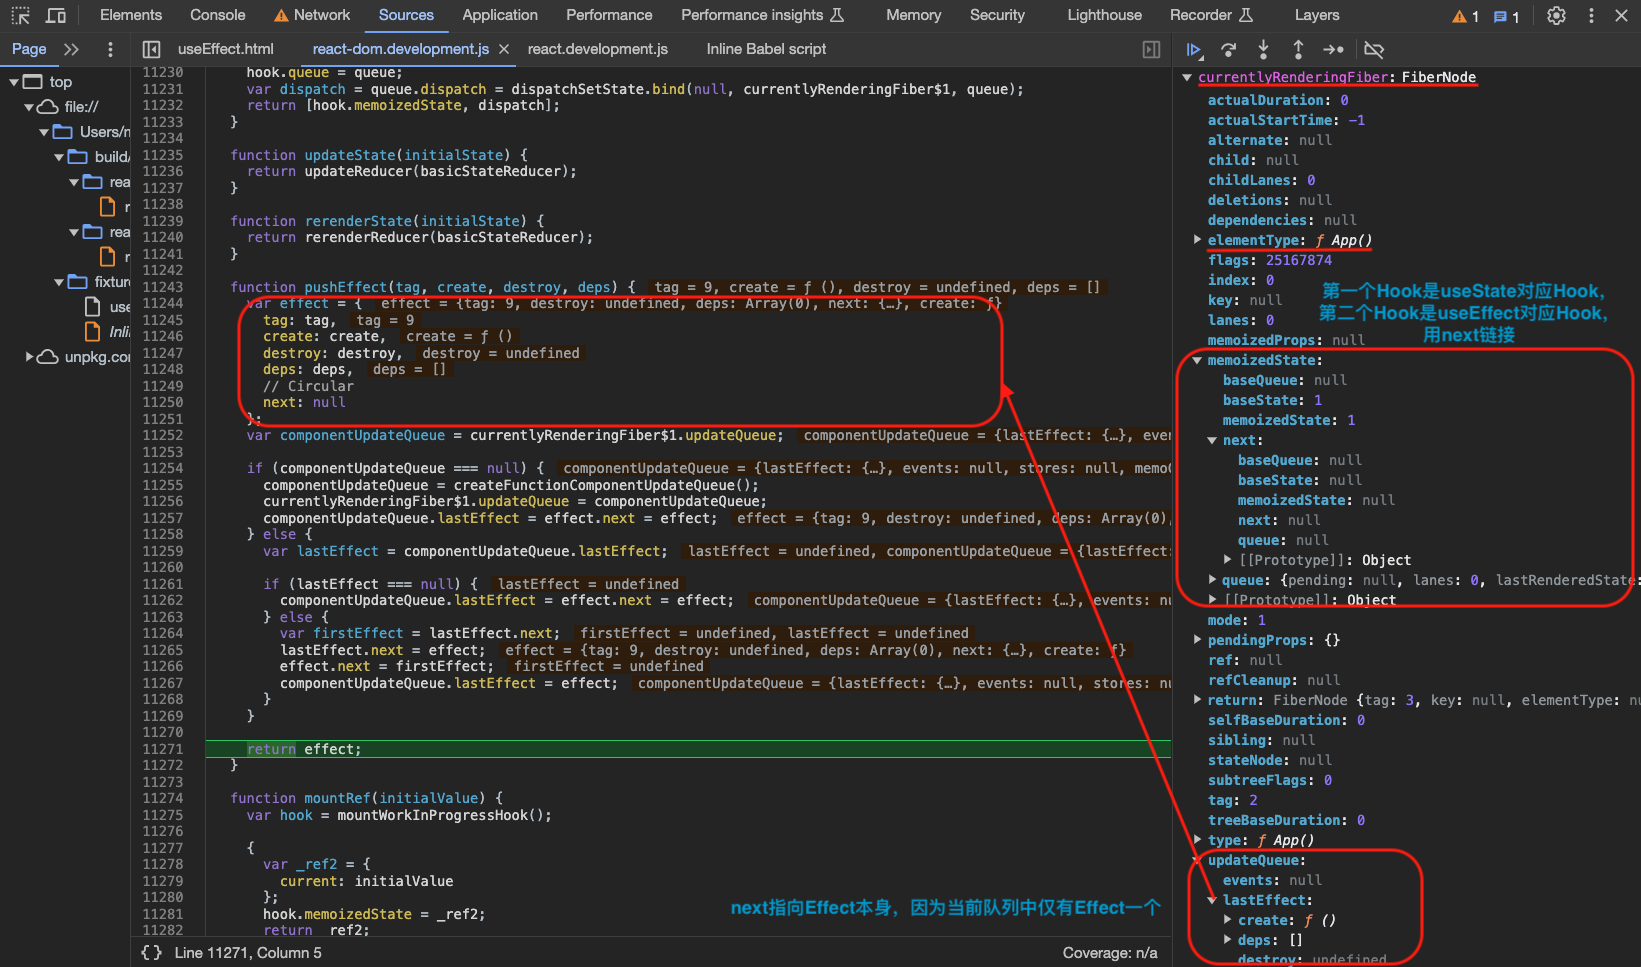 Elements Console Network Sources Application Performance Performance insights Memory Security Lighthouse Recorder Layers 1 1
Page
useEffect.html react-dom.development.js react.development.js Inline Babel script
top
file://
Users/
build/
rea
r
rea
r
fixture
use
Inli
unpkg.co
11230 hook.queue = queue;
11231 var dispatch = queue.dispatch = dispatchSetState.bind(null, currentlyRenderingFiber$1, queue);
11232 return [hook.memoizedState, dispatch];
11233 }
11234
11235 function updateState(initialState) {
11236 return updateReducer(basicStateReducer);
11237 }
11238
11239 function rerenderState(initialState) {
11240 return rerenderReducer(basicStateReducer);
11241 }
11242
11243 function pushEffect(tag, create, destroy, deps) { tag = 9, create = ƒ (), destroy = undefined, deps = []
11244 var effect = { effect = {tag: 9, destroy: undefined, deps: Array(0), next: {…}, create: ƒ}
11245 tag: tag, tag = 9
11246 create: create, create = ƒ ()
11247 destroy: destroy, destroy = undefined
11248 deps: deps, deps = []
11249 // Circular
11250 next: null
11251 };
11252 var componentUpdateQueue = currentlyRenderingFiber$1.updateQueue; componentUpdateQueue = {lastEffect: {…}, even
11253
11254 if (componentUpdateQueue === null) { componentUpdateQueue = {lastEffect: {…}, events: null, stores: null, memo
11255 componentUpdateQueue = createFunctionComponentUpdateQueue();
11256 currentlyRenderingFiber$1.updateQueue = componentUpdateQueue;
11257 componentUpdateQueue.lastEffect = effect.next = effect; effect = {tag: 9, destroy: undefined, deps: Array(0),
11258 } else {
11259 var lastEffect = componentUpdateQueue.lastEffect; lastEffect = undefined, componentUpdateQueue = {lastEffect:
11260
11261 if (lastEffect === null) { lastEffect = undefined
11262 componentUpdateQueue.lastEffect = effect.next = effect; componentUpdateQueue = {lastEffect: {…}, events: nu
11263 } else {
11264 var firstEffect = lastEffect.next; firstEffect = undefined, lastEffect = undefined
11265 lastEffect.next = effect; effect = {tag: 9, destroy: undefined, deps: Array(0), next: {…}, create: ƒ}
11266 effect.next = firstEffect; firstEffect = undefined
11267 componentUpdateQueue.lastEffect = effect; componentUpdateQueue = {lastEffect: {…}, events: null, stores: nu
11268 }
11269 }
11270
11271 return effect;
11272 }
11273
11274 function mountRef(initialValue) {
11275 var hook = mountWorkInProgressHook();
11276
11277 {
11278 var _ref2 = {
11279 current: initialValue
11280 };
11281 hook.memoizedState = _ref2;
11282 return _ref2;
next指向Effect本身，因为当前队列中仅有Effect一个
{} Line 11271, Column 5 Coverage: n/a
currentlyRenderingFiber: FiberNode
actualDuration: 0
actualStartTime: -1
alternate: null
child: null
childLanes: 0
deletions: null
dependencies: null
elementType: ƒ App()
flags: 25167874
index: 0
key: null
lanes: 0
memoizedProps: null
第一个Hook是useState对应Hook，
第二个Hook是useEffect对应Hook，
用next链接
memoizedState:
baseQueue: null
baseState: 1
memoizedState: 1
next:
baseQueue: null
baseState: null
memoizedState: null
next: null
queue: null
[[Prototype]]: Object
queue: {pending: null, lanes: 0, lastRenderedState:
[[Prototype]]: Object
mode: 1
pendingProps: {}
ref: null
refCleanup: null
return: FiberNode {tag: 3, key: null, elementType: nu
selfBaseDuration: 0
sibling: null
stateNode: null
subtreeFlags: 0
tag: 2
treeBaseDuration: 0
type: ƒ App()
updateQueue:
events: null
lastEffect:
create: ƒ ()
deps: []
destroy: undefined